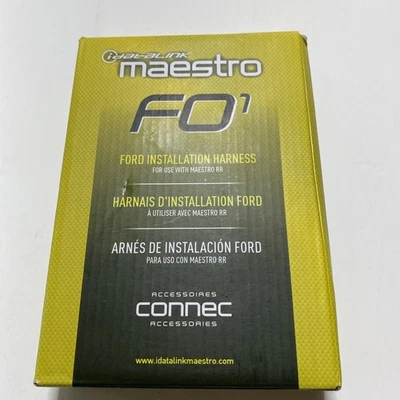 idatalink
maestro
FO1
FORD INSTALLATION HARNESS
FOR USE WITH MAESTRO RR
HARNAIS D'INSTALLATION FORD
À UTILISER AVEC MAESTRO RR
ARNÉS DE INSTALACIÓN FORD
PARA USO CON MAESTRO RR
ACCESSOIRES
connec
ACCESSORIES
www.idatalinkmaestro.com